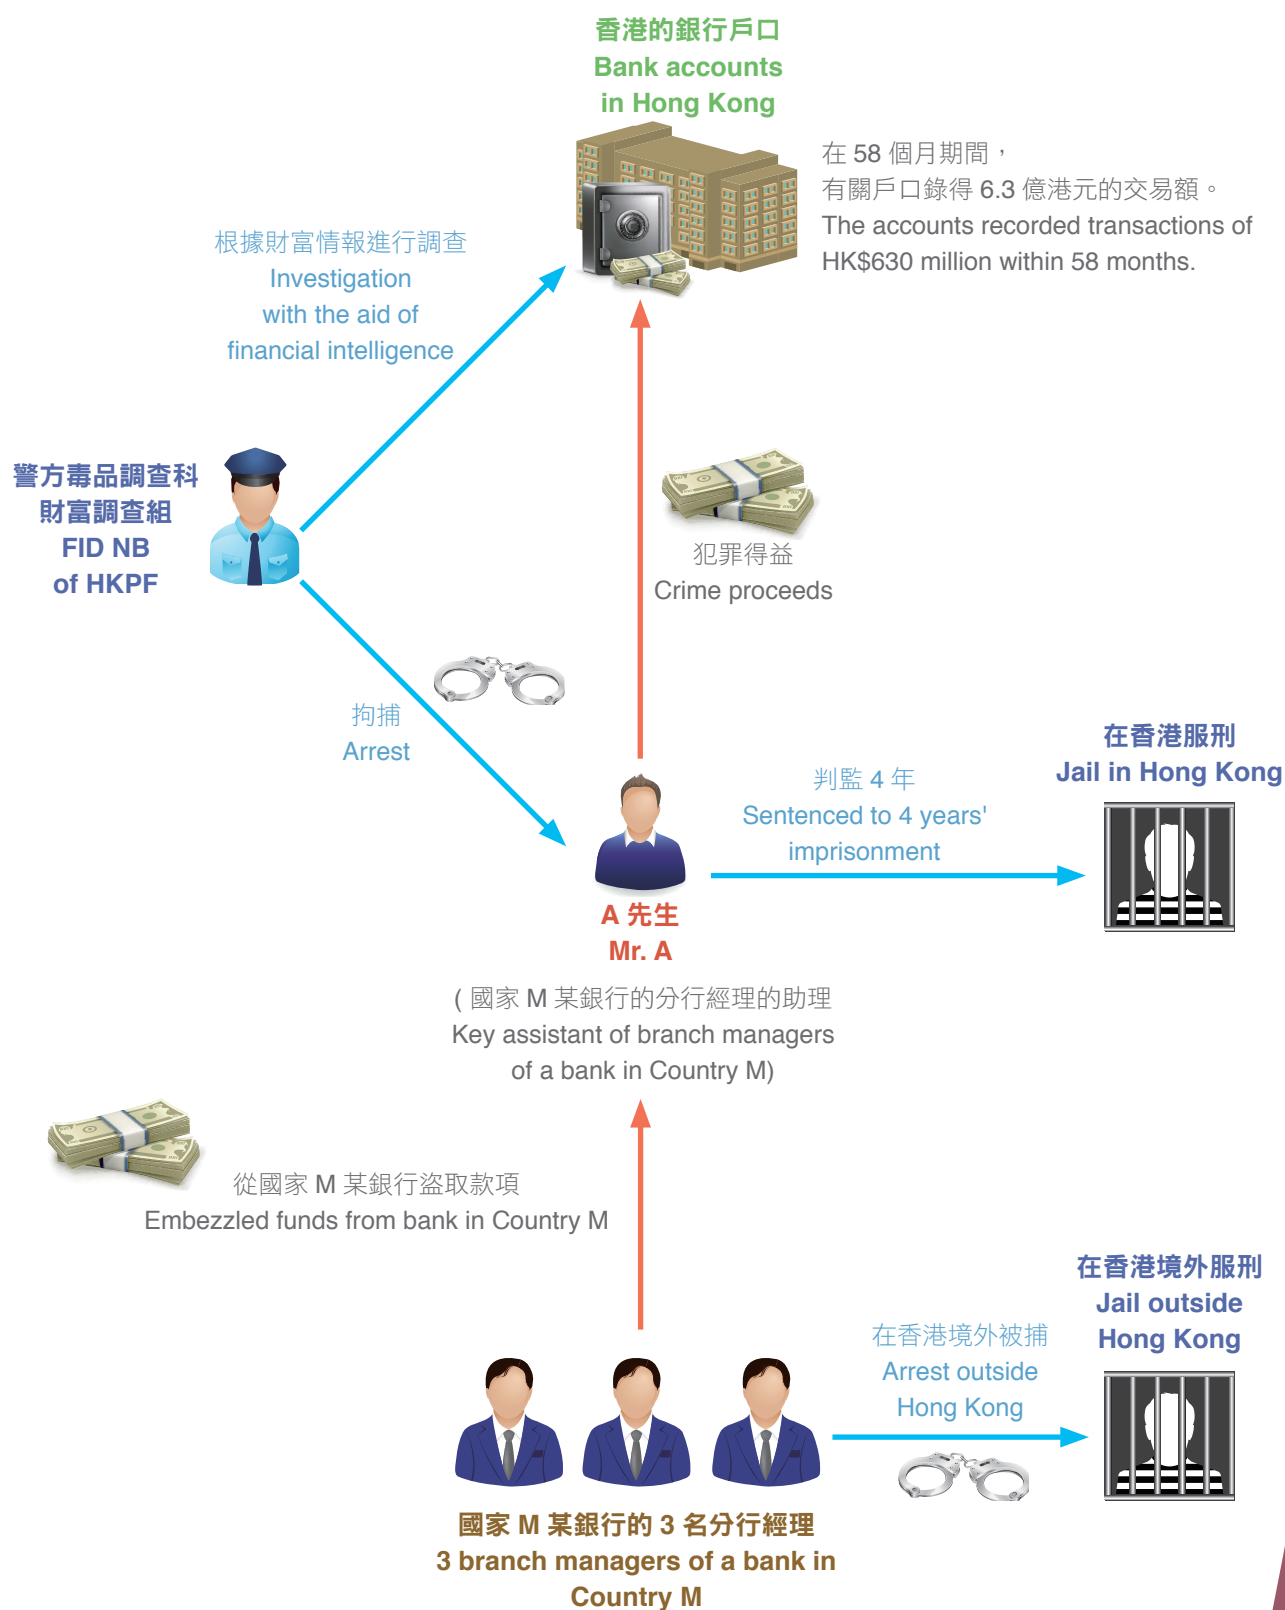 香港的銀行戶口
Bank accounts
in Hong Kong
在 58 個月期間，
有關戶口錄得 6.3 億港元的交易額。
The accounts recorded transactions of
HK$630 million within 58 months.
根據財富情報進行調查
Investigation
with the aid of
financial intelligence
警方毒品調查科
財富調查組
FID NB
of HKPF
犯罪得益
Crime proceeds
拘捕
Arrest
在香港服刑
Jail in Hong Kong
判監 4 年
Sentenced to 4 years'
imprisonment
A 先生
Mr. A
( 國家 M 某銀行的分行經理的助理
Key assistant of branch managers
of a bank in Country M)
從國家 M 某銀行盜取款項
Embezzled funds from bank in Country M
在香港境外服刑
Jail outside
Hong Kong
在香港境外被捕
Arrest outside
Hong Kong
國家 M 某銀行的 3 名分行經理
3 branch managers of a bank in
Country M